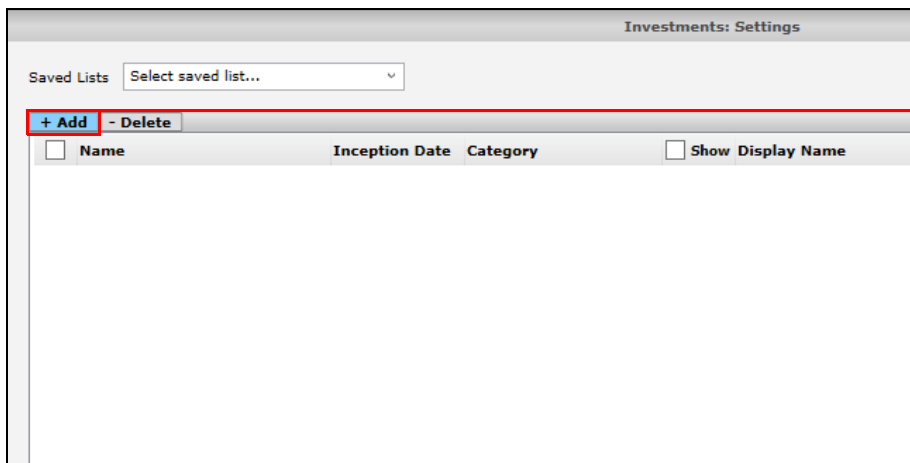 Investments: Settings
Saved Lists Select saved list...
+ Add - Delete
Name Inception Date Category Show Display Name